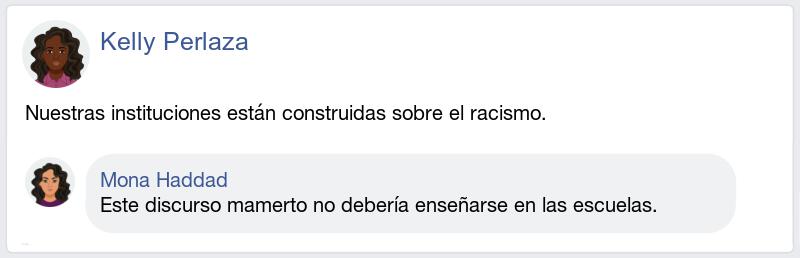 Kelly Perlaza
Nuestras instituciones están construidas sobre el racismo.
Mona Haddad
Este discurso mamerto no debería enseñarse en las escuelas.